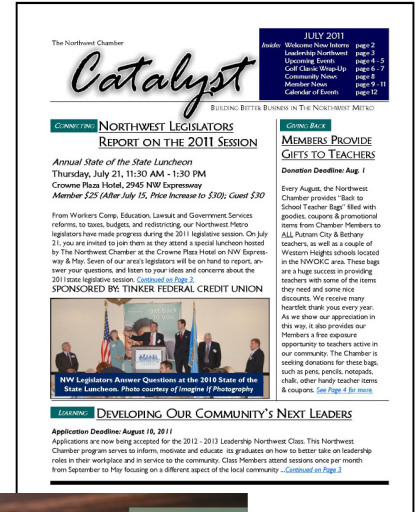 The Northwest Chamber
Catalyst
JULY 2011
Inside: Welcome New Interns page 2
Leadership Northwest page 3
Upcoming Events page 4 - 5
Golf Classic Wrap-Up page 6 - 7
Community News page 8
Member News page 9 - 11
Calendar of Events page 12
BUILDING BETTER BUSINESS IN THE NORTHWEST METRO
CONNECTING NORTHWEST LEGISLATORS
REPORT ON THE 2011 SESSION
Annual State of the State Luncheon
Thursday, July 21, 11:30 AM - 1:30 PM
Crowne Plaza Hotel, 2945 NW Expressway
Member $25 (After July 15, Price Increase to $30); Guest $30
From Workers Comp, Education, Lawsuit and Government Services
reforms, to taxes, budgets, and redistricting, our Northwest Metro
legislators have made progress during the 2011 legislative session. On July
21, you are invited to join them as they attend a special luncheon hosted
by The Northwest Chamber at the Crowne Plaza Hotel on NW Express-
way & May. Seven of our area's legislators will be on hand to report, an-
swer your questions, and listen to your ideas and concerns about the
2011state legislative session. Continued on Page 3.
SPONSORED BY: TINKER FEDERAL CREDIT UNION
NW Legislators Answer Questions at the 2010 State of the
State Luncheon. Photo courtesy of Imagine If Photography
GIVING BACK
MEMBERS PROVIDE
GIFTS TO TEACHERS
Donation Deadline: Aug. 1
Every August, the Northwest
Chamber provides "Back to
School Teacher Bags" filled with
goodies, coupons & promotional
items from Chamber Members to
ALL Putnam City & Bethany
teachers, as well as a couple of
Western Heights schools located
in the NWOKC area. These bags
are a huge success in providing
teachers with some of the items
they need and some nice
discounts. We receive many
heartfelt thank yous every year.
As we show our appreciation in
this way, it also provides our
Members a free exposure
opportunity to teachers active in
our community. The Chamber is
seeking donations for these bags,
such as pens, pencils, notepads,
chalk, other handy teacher items
& coupons. See Page 4 for more.
LEARNING DEVELOPING OUR COMMUNITY'S NEXT LEADERS
Application Deadline: August 10, 2011
Applications are now being accepted for the 2012 - 2013 Leadership Northwest Class. This Northwest
Chamber program serves to inform, motivate and educate its graduates on how to better take on leadership
roles in their workplace and in service to the community. Class Members attend sessions once per month
from September to May focusing on a different aspect of the local community ...Continued on Page 3